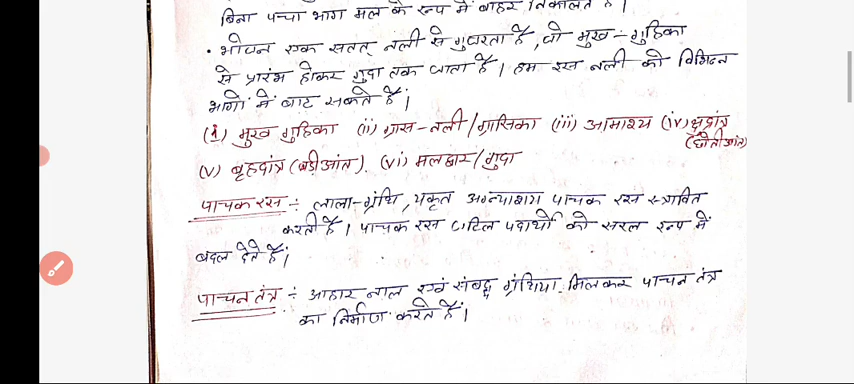 बिना पचा भाग मल के रूप में बाहर निकालते हैं।
• भोजन एक सतत् नली से गुजरता है, जो मुख-गुहिका
से प्रारंभ होकर गुदा तक जाता है। हम इस नली को विभिन्न
भागों में बाट सकते हैं।
(i) मुख गुहिका (ii) ग्रास-नली/ग्रासिका (iii) आमाशय (iv) क्षुद्रांत्र
(छोटी आंत)
(v) बृहदांत्र (बड़ी आंत) (vi) मलद्वार/गुदा
पाचक रस ÷ लाला-ग्रंथि, यकृत अग्न्याशय पाचक रस स्त्रावित
करती हैं। पाचक रस जटिल पदार्थो को सरल रूप में
बदल देते हैं।
पाचन तंत्र ÷ आहार नाल एवं संबद्ध ग्रंथिया मिलकर पाचन तंत्र
का निर्माण करते हैं।